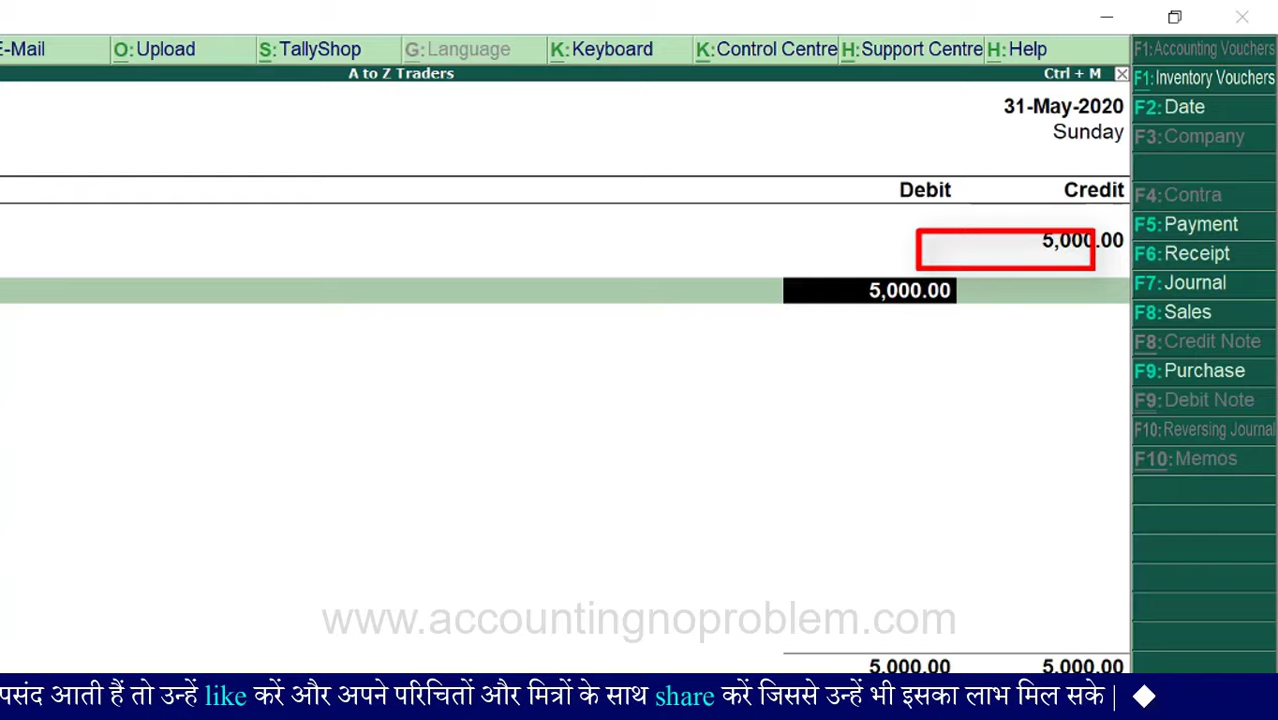 E-Mail O:Upload S:TallyShop G:Language K:Keyboard K:Control Centre H:Support Centre H:Help
A to Z Traders Ctrl + M
31-May-2020
Sunday
Debit Credit
5,000.00
5,000.00
5,000.00 5,000.00
F1:Accounting Vouchers
F1:Inventory Vouchers
F2:Date
F3:Company
F4:Contra
F5:Payment
F6:Receipt
F7:Journal
F8:Sales
F8:Credit Note
F9:Purchase
F9:Debit Note
F10:Reversing Journal
F10:Memos
www.accountingnoproblem.com
पसंद आती हैं तो उन्हें like करें और अपने परिचितों और मित्रों के साथ share करें जिससे उन्हें भी इसका लाभ मिल सके |